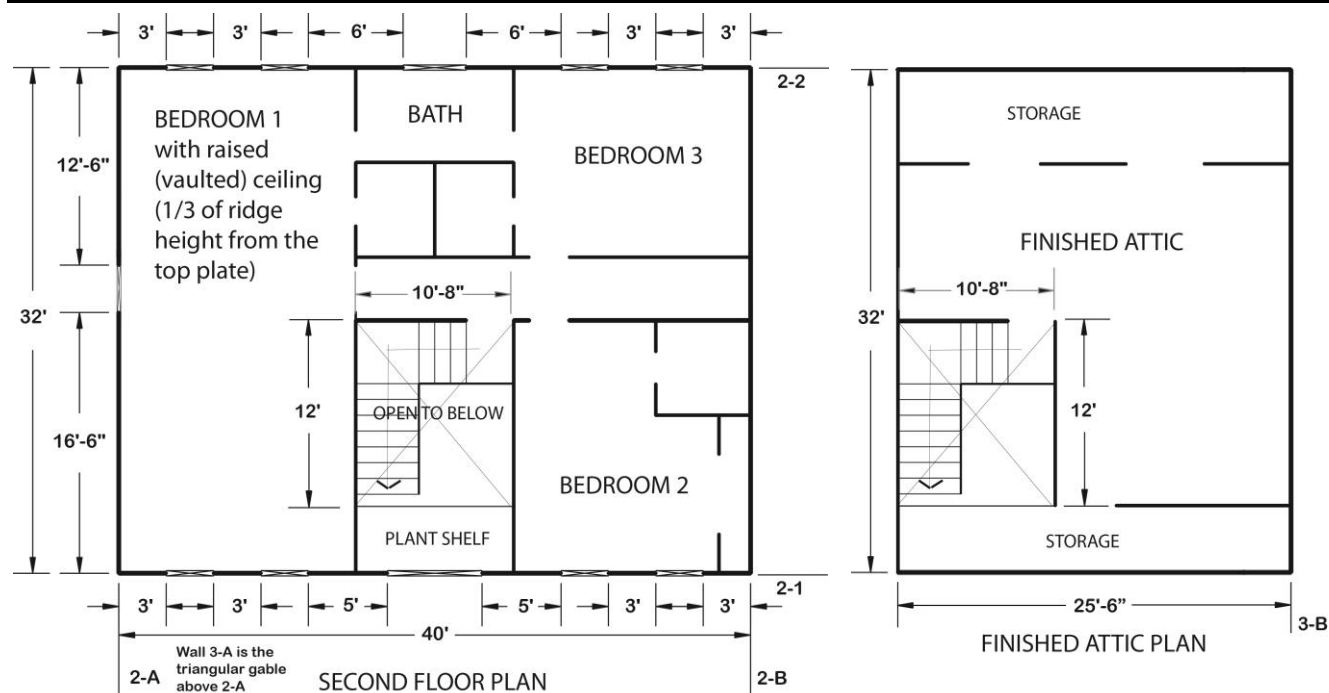 3' 3' 6' 6' 3' 3'
2-2
BEDROOM 1
with raised
(vaulted) ceiling
(1/3 of ridge
height from the
top plate)
BATH
BEDROOM 3
12'-6"
32'
10'-8"
12'
OPEN TO BELOW
16'-6"
BEDROOM 2
PLANT SHELF
2-1
3' 3' 5' 5' 3' 3'
40'
Wall 3-A is the
triangular gable
above 2-A
2-A
SECOND FLOOR PLAN
2-B
STORAGE
FINISHED ATTIC
10'-8"
32'
12'
STORAGE
25'-6"
3-B
FINISHED ATTIC PLAN